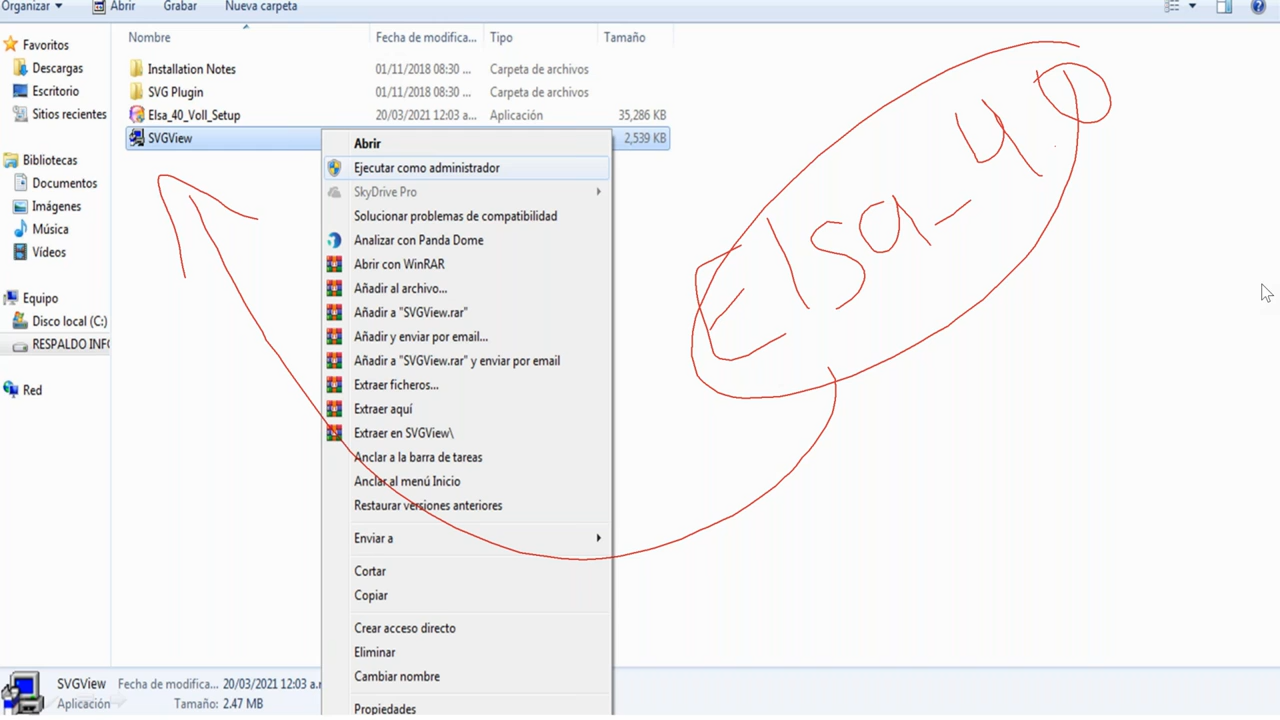 Organizar Abrir Grabar Nueva carpeta
Nombre Fecha de modifica... Tipo Tamaño
Favoritos
Descargas
Escritorio
Sitios recientes
Bibliotecas
Documentos
Imágenes
Música
Vídeos
Equipo
Disco local (C:)
RESPALDO INFO
Red
Installation Notes 01/11/2018 08:30 ... Carpeta de archivos
SVG Plugin 01/11/2018 08:30 ... Carpeta de archivos
Elsa_40_Voll_Setup 20/03/2021 12:03 a... Aplicación 35,286 KB
SVGView 2,539 KB
Abrir
Ejecutar como administrador
SkyDrive Pro
Solucionar problemas de compatibilidad
Analizar con Panda Dome
Abrir con WinRAR
Añadir al archivo...
Añadir a "SVGView.rar"
Añadir y enviar por email...
Añadir a "SVGView.rar" y enviar por email
Extraer ficheros...
Extraer aquí
Extraer en SVGView\
Anclar a la barra de tareas
Anclar al menú Inicio
Restaurar versiones anteriores
Enviar a
Cortar
Copiar
Crear acceso directo
Eliminar
Cambiar nombre
Propiedades
Elsa_40
SVGView Fecha de modifica... 20/03/2021 12:03 a.
Aplicación Tamaño: 2.47 MB